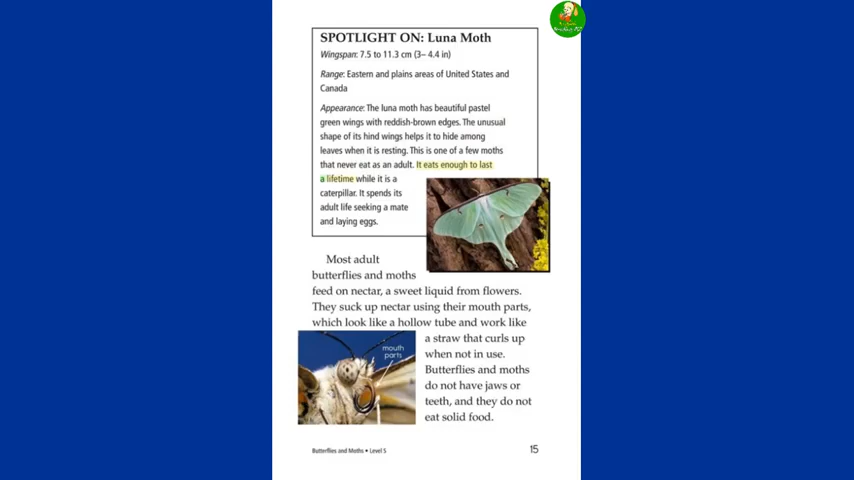 SPOTLIGHT ON: Luna Moth
Wingspan: 7.5 to 11.3 cm (3– 4.4 in)
Range: Eastern and plains areas of United States and
Canada
Appearance: The luna moth has beautiful pastel
green wings with reddish-brown edges. The unusual
shape of its hind wings helps it to hide among
leaves when it is resting. This is one of a few moths
that never eat as an adult. It eats enough to last
a lifetime while it is a
caterpillar. It spends its
adult life seeking a mate
and laying eggs.
Most adult
butterflies and moths
feed on nectar, a sweet liquid from flowers.
They suck up nectar using their mouth parts,
which look like a hollow tube and work like
a straw that curls up
when not in use.
Butterflies and moths
do not have jaws or
teeth, and they do not
eat solid food.
mouth
parts
Butterflies and Moths • Level S
15